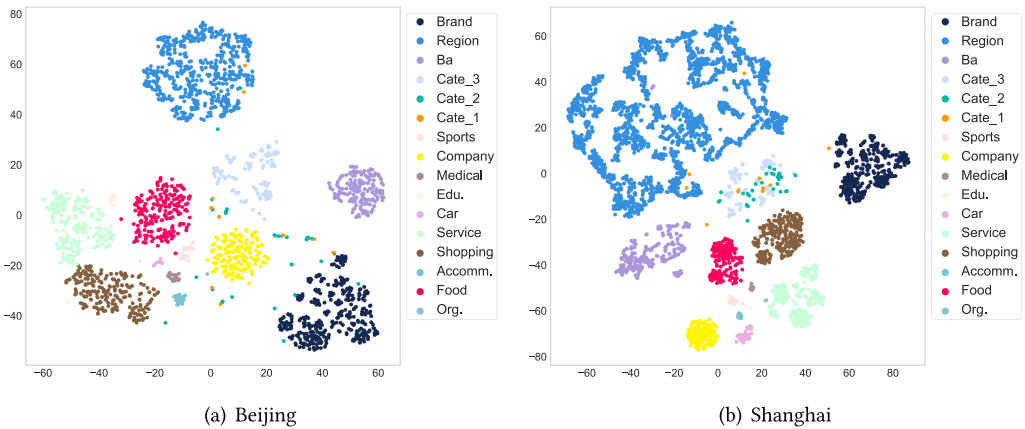 80
60
40
20
0
−20
−40
−60
−40
−20
0
20
40
60
Brand
Region
Ba
Cate_3
Cate_2
Cate_1
Sports
Company
Medical
Edu.
Car
Service
Shopping
Accomm.
Food
Org.
(a) Beijing
60
40
20
0
−20
−40
−60
−80
−60
−40
−20
0
20
40
60
80
Brand
Region
Ba
Cate_3
Cate_2
Cate_1
Sports
Company
Medical
Edu.
Car
Service
Shopping
Accomm.
Food
Org.
(b) Shanghai